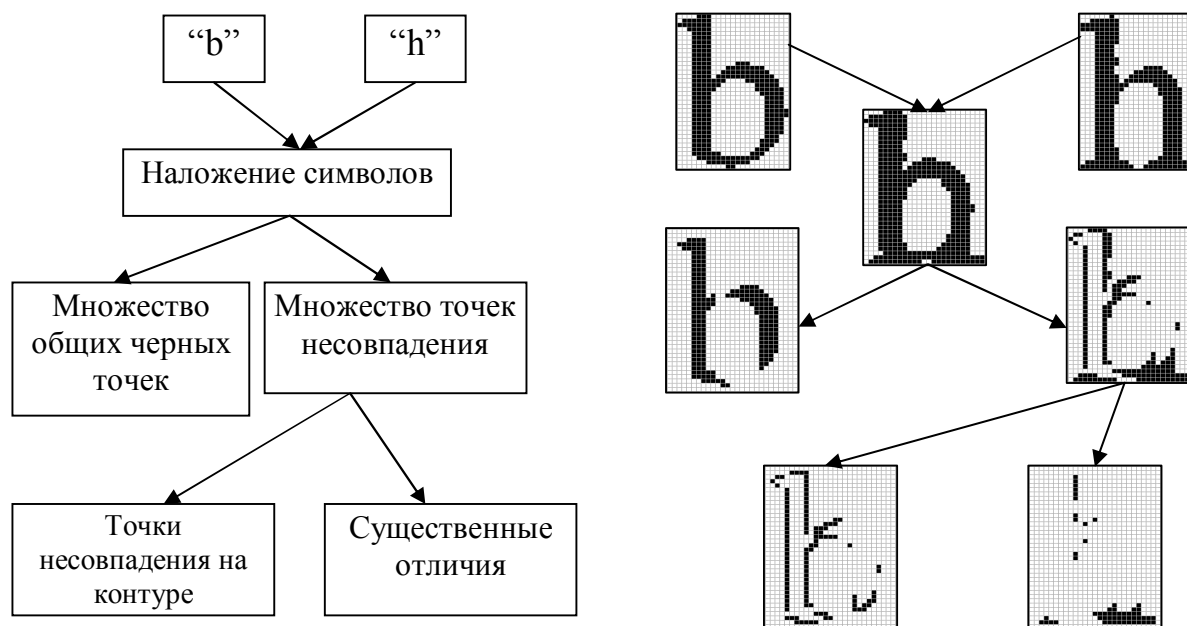 “b”
“h”
Наложение символов
Множество
общих черных
точек
Множество точек
несовпадения
Точки
несовпадения на
контуре
Существенные
отличия